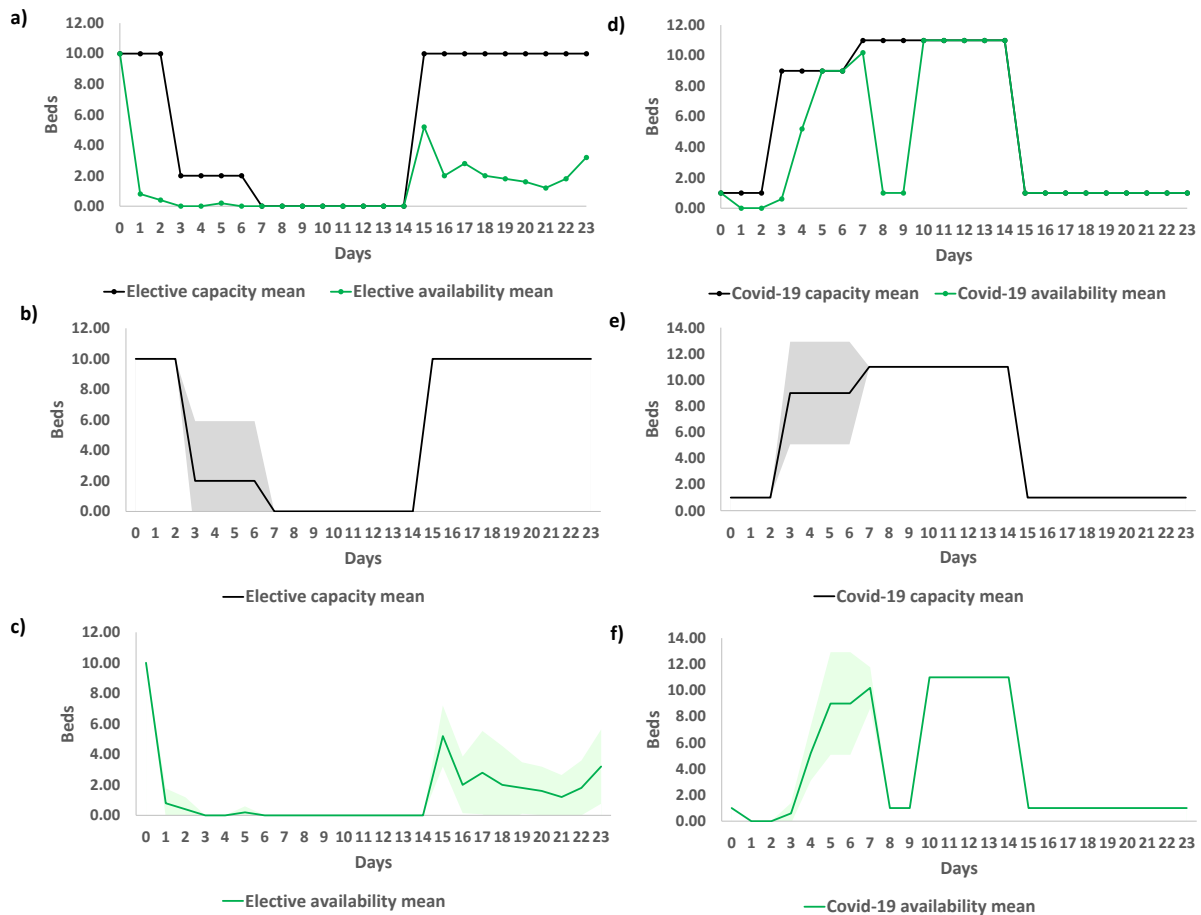 a)
12.00
10.00
8.00
6.00
4.00
2.00
0.00
Beds
0 1 2 3 4 5 6 7 8 9 10 11 12 13 14 15 16 17 18 19 20 21 22 23
Days
Elective capacity mean Elective availability mean
d)
12.00
10.00
8.00
6.00
4.00
2.00
0.00
Beds
0 1 2 3 4 5 6 7 8 9 10 11 12 13 14 15 16 17 18 19 20 21 22 23
Days
Covid-19 capacity mean Covid-19 availability mean
b)
12.00
10.00
8.00
6.00
4.00
2.00
0.00
Beds
0 1 2 3 4 5 6 7 8 9 10 11 12 13 14 15 16 17 18 19 20 21 22 23
Days
Elective capacity mean
e)
14.00
12.00
10.00
8.00
6.00
4.00
2.00
0.00
Beds
0 1 2 3 4 5 6 7 8 9 10 11 12 13 14 15 16 17 18 19 20 21 22 23
Days
Covid-19 capacity mean
c)
12.00
10.00
8.00
6.00
4.00
2.00
0.00
Beds
0 1 2 3 4 5 6 7 8 9 10 11 12 13 14 15 16 17 18 19 20 21 22 23
Days
Elective availability mean
f)
14.00
12.00
10.00
8.00
6.00
4.00
2.00
0.00
Beds
0 1 2 3 4 5 6 7 8 9 10 11 12 13 14 15 16 17 18 19 20 21 22 23
Days
Covid-19 availability mean